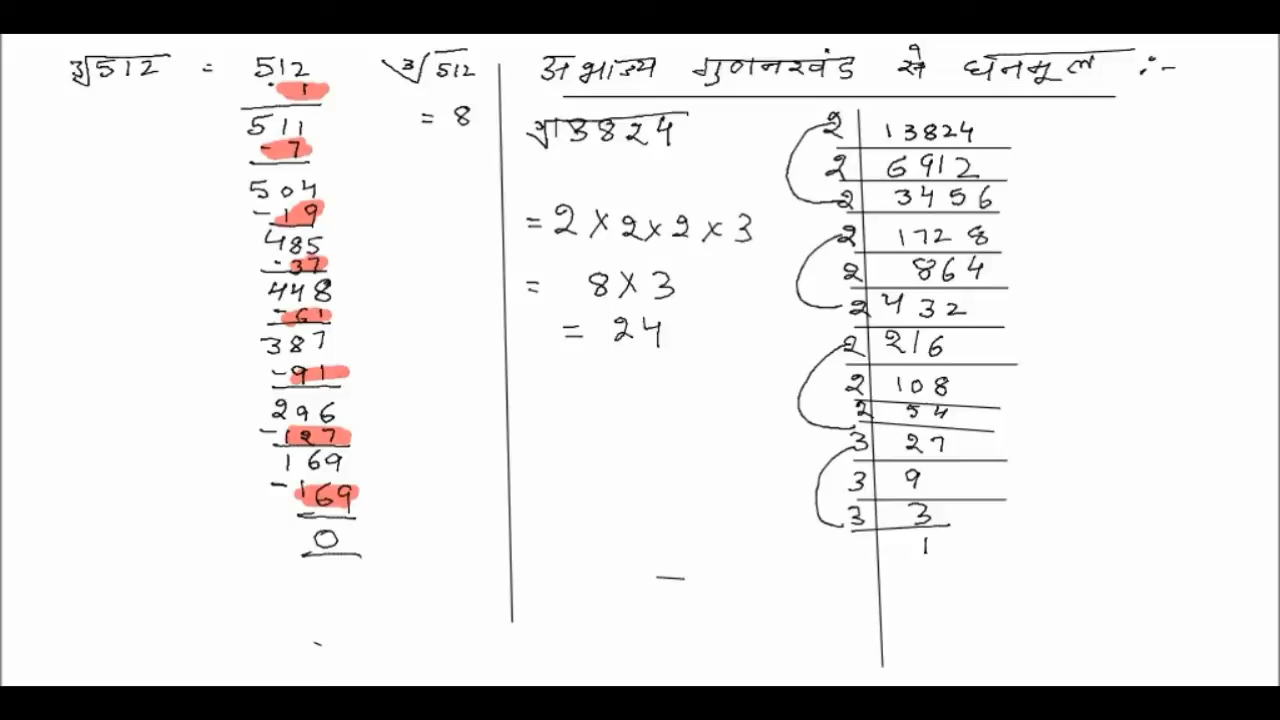 ∛512 = 512
- 1
511
- 7
504
- 19
485
- 37
448
- 61
387
- 91
296
- 127
169
- 169
0
∛512
= 8
अभाज्य गुणनखंड से घनमूल :-
∛13824
= 2 × 2 × 2 × 3
= 8 × 3
= 24
2 | 13824
2 | 6912
2 | 3456
2 | 1728
2 | 864
2 | 432
2 | 216
2 | 108
2 | 54
3 | 27
3 | 9
3 | 3
1